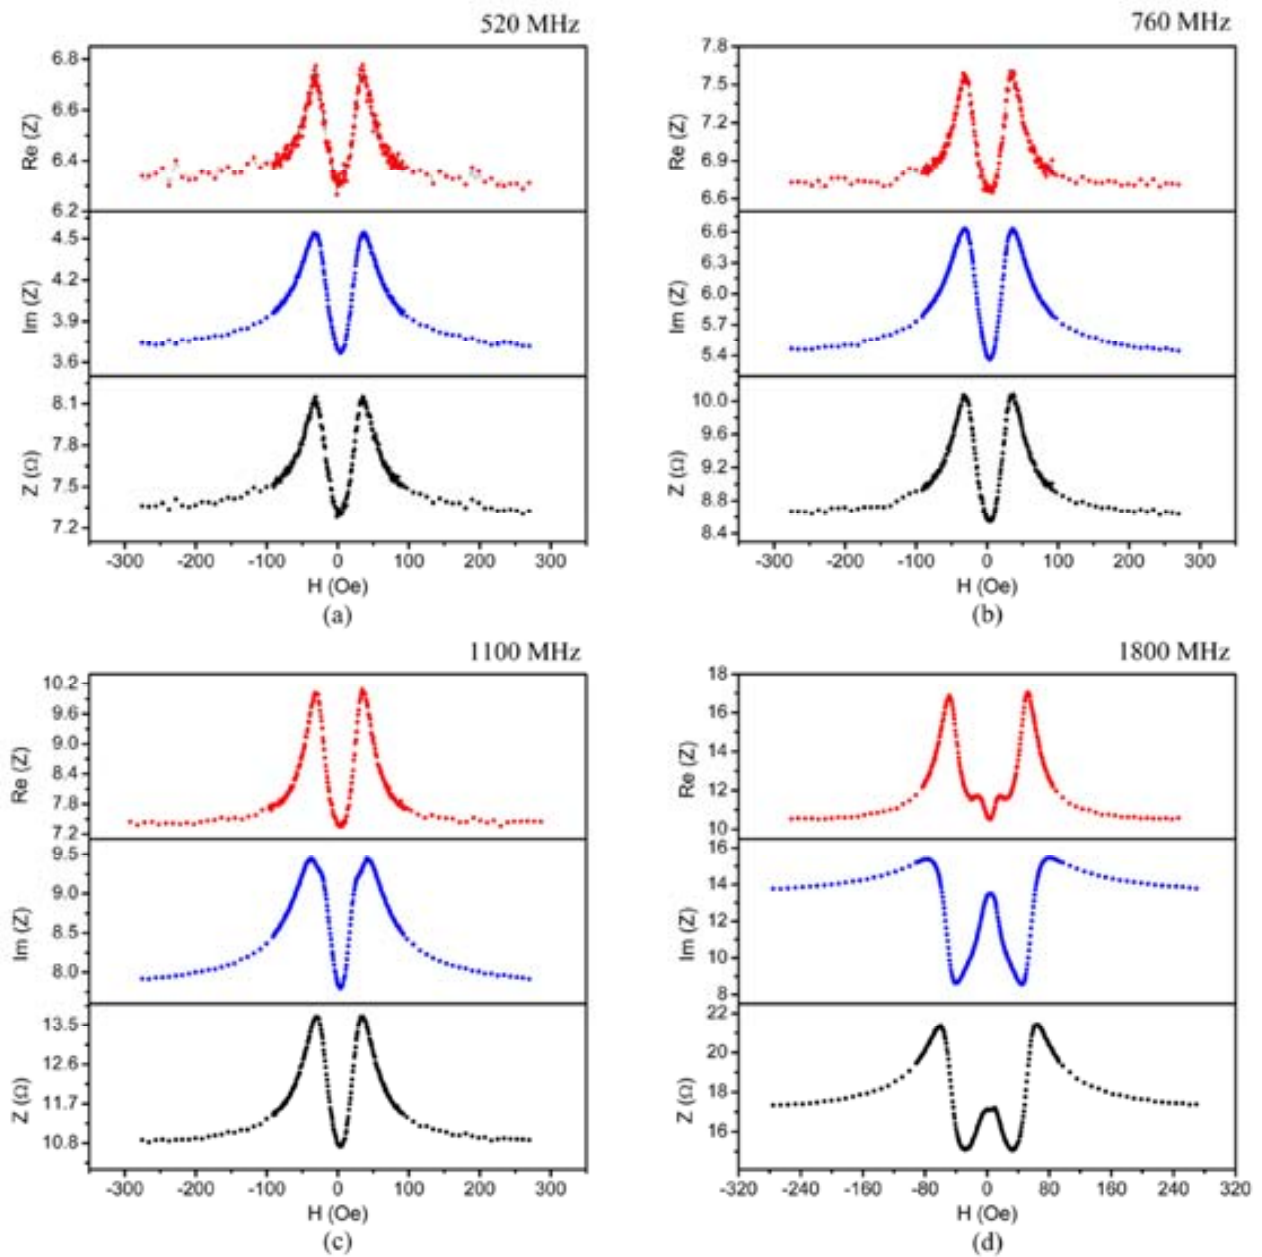 520 MHz
6.8
6.6
6.4
6.2
Re (Z)
4.5
4.2
3.9
3.6
Im (Z)
8.1
7.8
7.5
7.2
Z (Ω)
-300 -200 -100 0 100 200 300
H (Oe)
(a)
760 MHz
7.8
7.5
7.2
6.9
6.6
Re (Z)
6.6
6.3
6.0
5.7
5.4
Im (Z)
10.0
9.6
9.2
8.8
8.4
Z (Ω)
-300 -200 -100 0 100 200 300
H (Oe)
(b)
1100 MHz
10.2
9.6
9.0
8.4
7.8
7.2
Re (Z)
9.5
9.0
8.5
8.0
Im (Z)
13.5
12.6
11.7
10.8
Z (Ω)
-300 -200 -100 0 100 200 300
H (Oe)
(c)
1800 MHz
18
16
14
12
10
Re (Z)
16
14
12
10
8
Im (Z)
22
20
18
16
Z (Ω)
-320 -240 -160 -80 0 80 160 240 320
H (Oe)
(d)